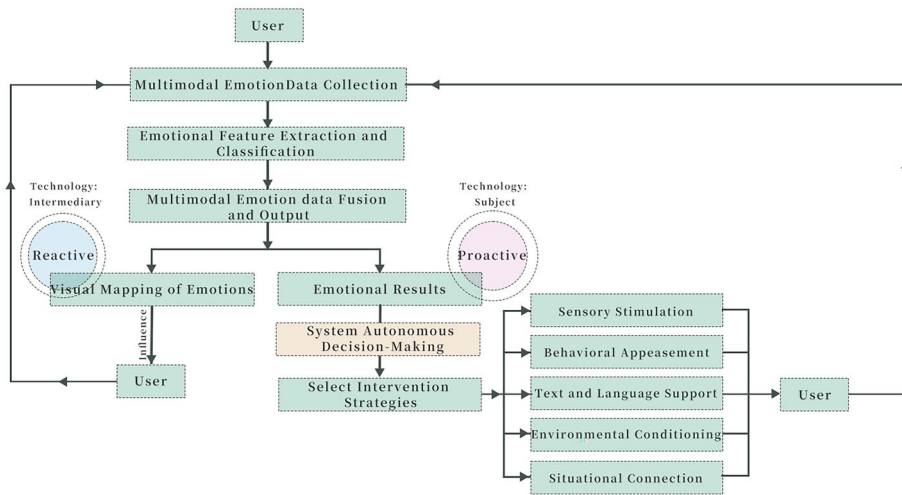 User
Multimodal EmotionData Collection
Emotional Feature Extraction and
Classification
Technology:
Intermediary
Multimodal Emotion data Fusion
and Output
Technology:
Subject
Reactive
Proactive
Visual Mapping of Emotions
Emotional Results
Influence
System Autonomous
Decision-Making
User
Select Intervention
Strategies
Sensory Stimulation
Behavioral Appeasement
Text and Language Support
Environmental Conditioning
Situational Connection
User